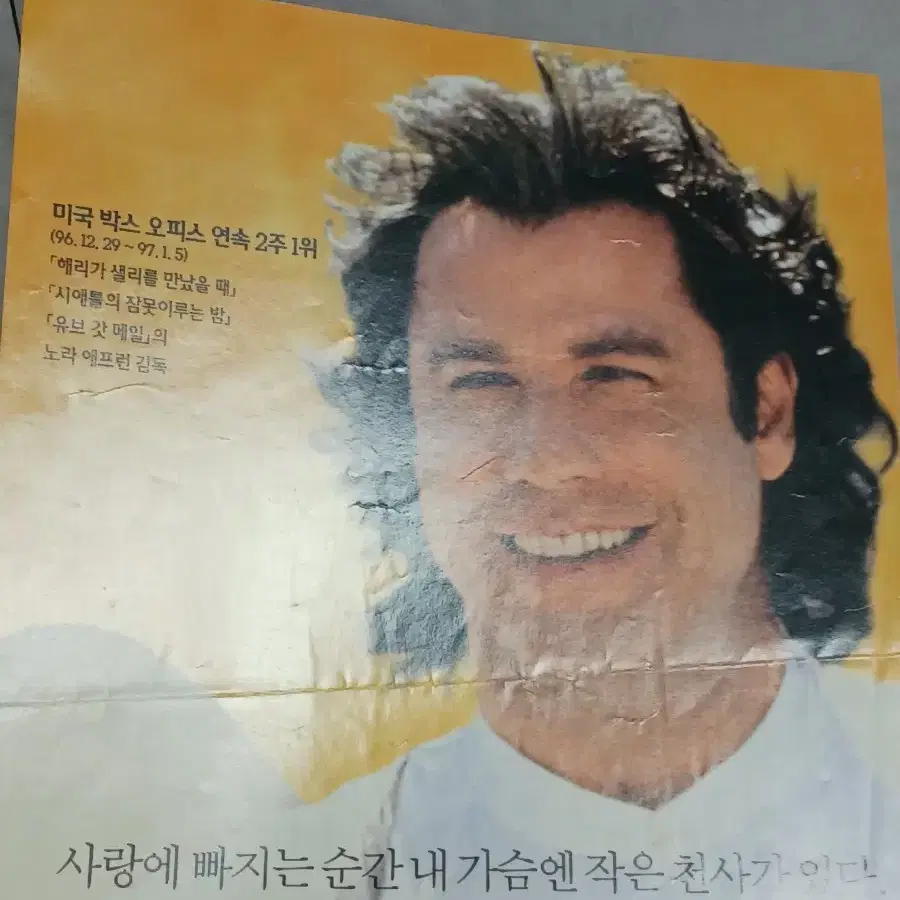 미국 박스 오피스 연속 2주 1위
(96. 12. 29 ~ 97. 1. 5)
「해리가 샐리를 만났을 때」
「시애틀의 잠못이루는 밤」
「유브 갓 메일」의
노라 애프런 감독
사랑에 빠지는 순간 내 가슴엔 작은 천사가 있다.